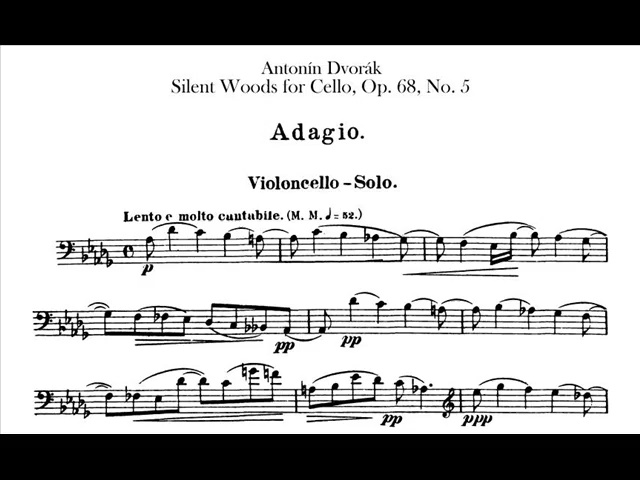 Antonín Dvorák
Silent Woods for Cello, Op. 68, No. 5
Adagio.
Violoncello – Solo.
Lento e molto cantabile. (M. M. ♩= 52.)
p
pp
pp
pp
ppp